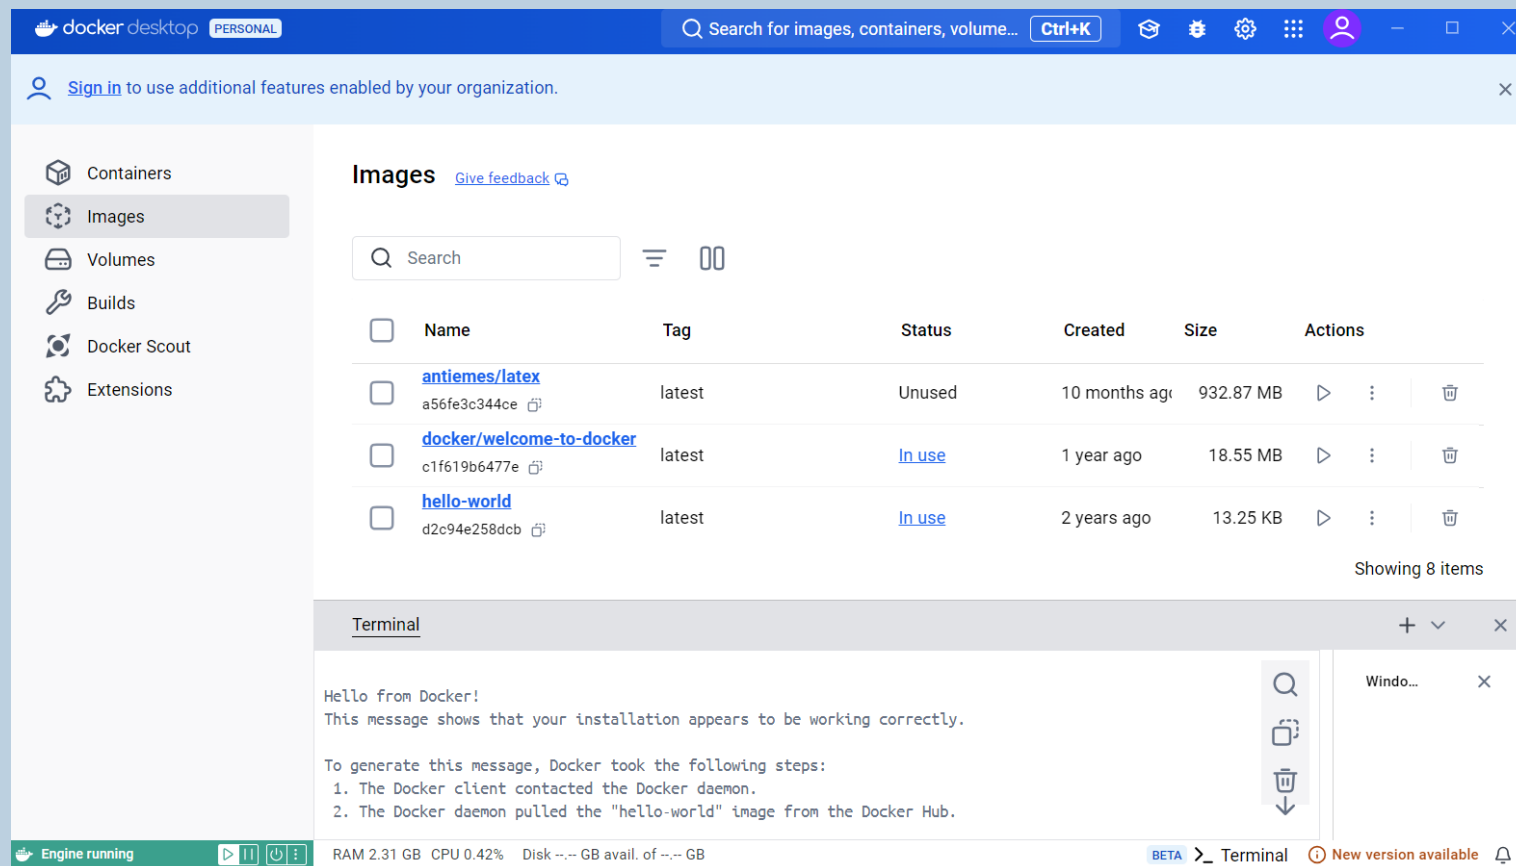 docker desktop PERSONAL
Search for images, containers, volume... Ctrl+K
Sign in to use additional features enabled by your organization.
Containers
Images
Volumes
Builds
Docker Scout
Extensions
Images Give feedback
Search
Name Tag Status Created Size Actions
antiemes/latex
a56fe3c344ce
latest Unused 10 months ago 932.87 MB
docker/welcome-to-docker
c1f619b6477e
latest In use 1 year ago 18.55 MB
hello-world
d2c94e258dcb
latest In use 2 years ago 13.25 KB
Showing 8 items
Terminal
Windo...
Hello from Docker!
This message shows that your installation appears to be working correctly.
To generate this message, Docker took the following steps:
1. The Docker client contacted the Docker daemon.
2. The Docker daemon pulled the "hello-world" image from the Docker Hub.
Engine running
RAM 2.31 GB CPU 0.42% Disk --.-- GB avail. of --.-- GB
BETA >_ Terminal New version available